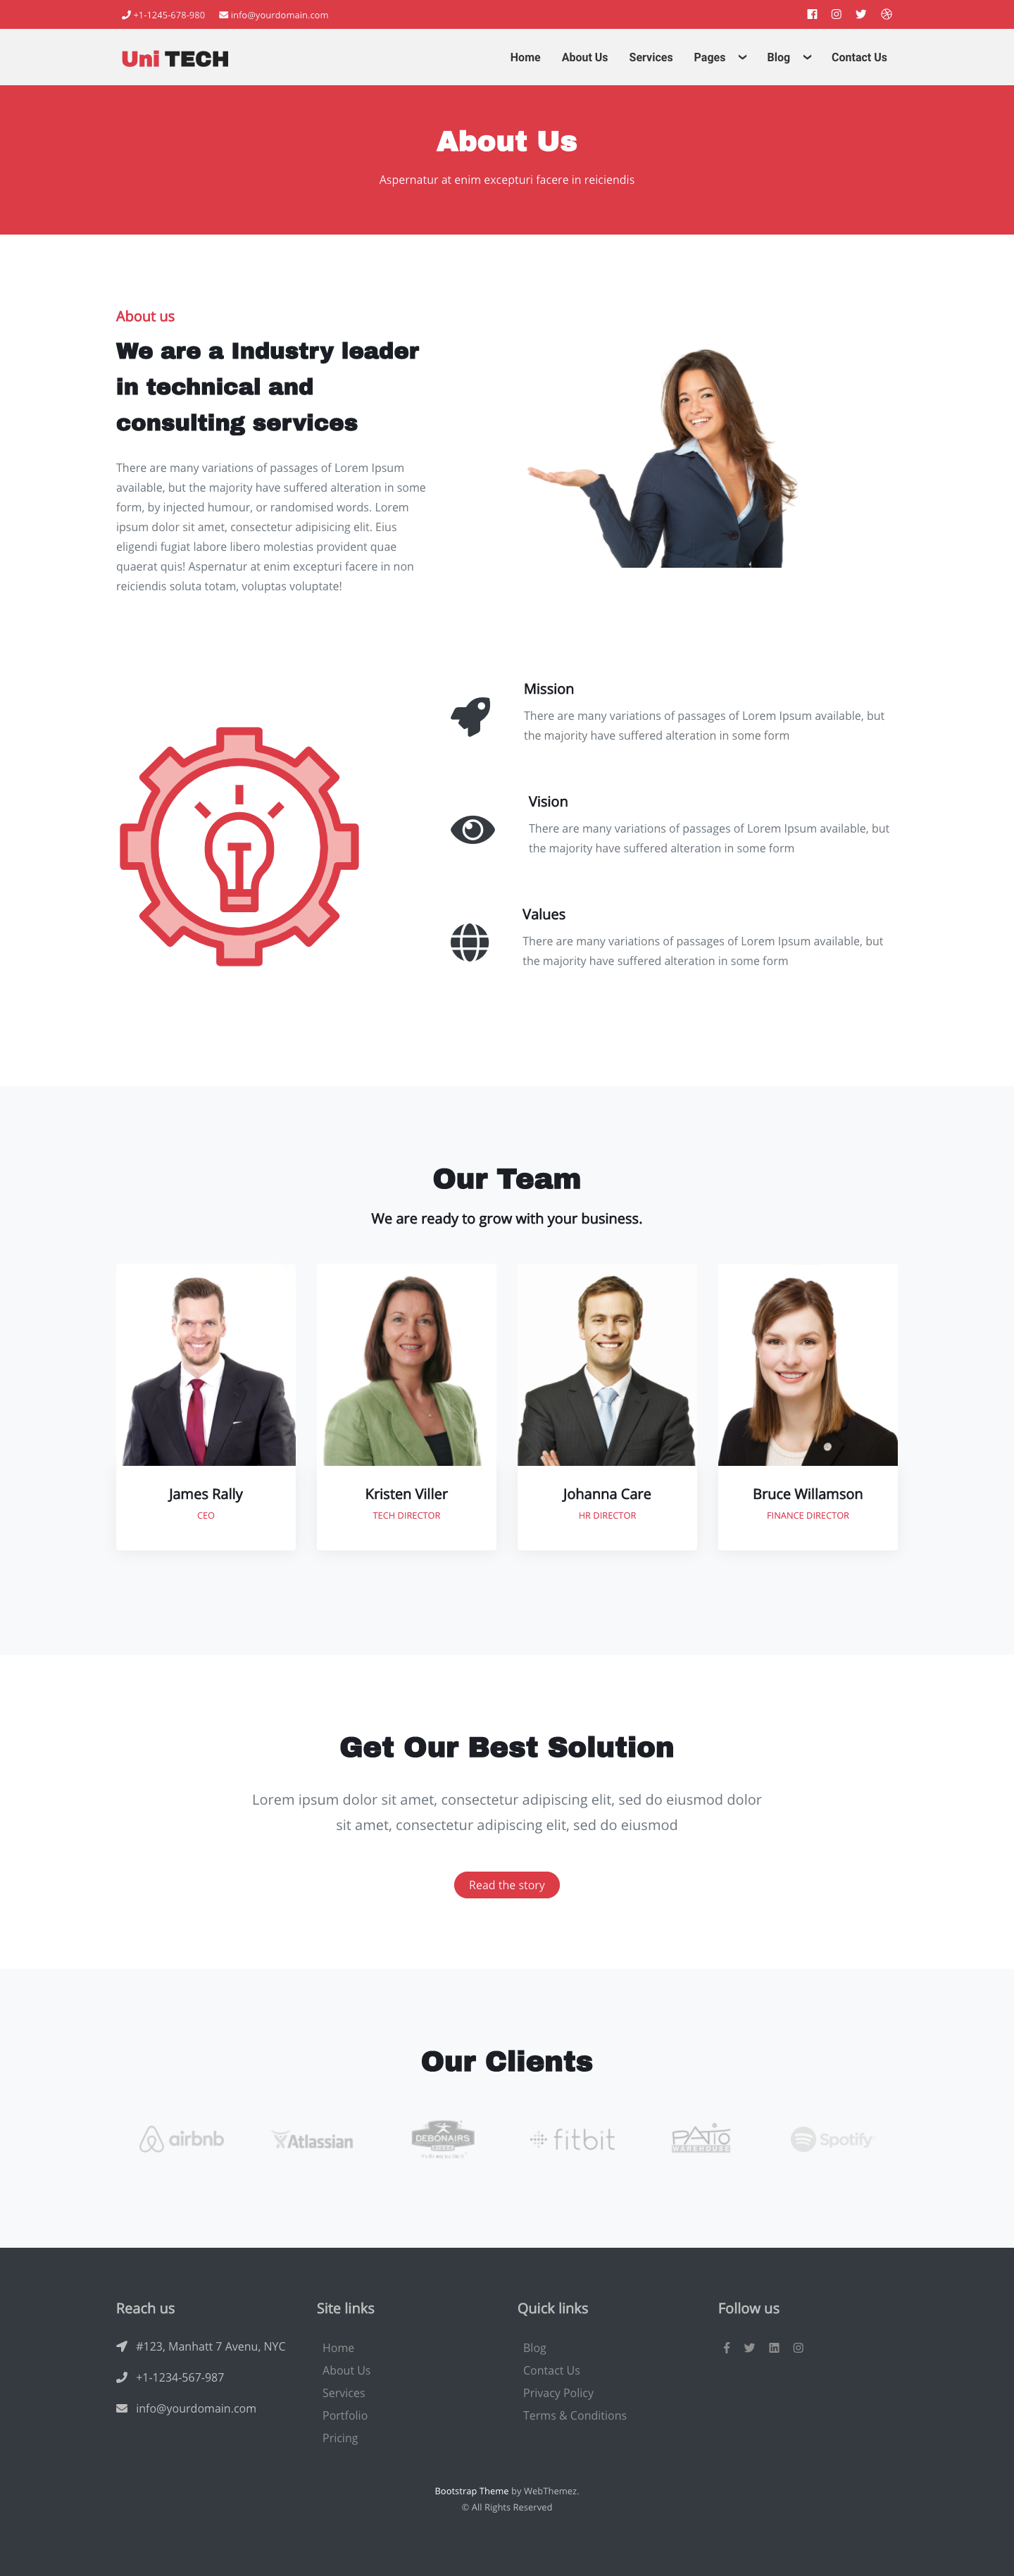 +1-1245-678-980 info@yourdomain.com
Uni TECH
Home About Us Services Pages Blog Contact Us
About Us
Aspernatur at enim excepturi facere in reiciendis
About us
We are a Industry leader
in technical and
consulting services
There are many variations of passages of Lorem Ipsum
available, but the majority have suffered alteration in some
form, by injected humour, or randomised words. Lorem
ipsum dolor sit amet, consectetur adipisicing elit. Eius
eligendi fugiat labore libero molestias provident quae
quaerat quis! Aspernatur at enim excepturi facere in non
reiciendis soluta totam, voluptas voluptate!
Mission
There are many variations of passages of Lorem Ipsum available, but
the majority have suffered alteration in some form
Vision
There are many variations of passages of Lorem Ipsum available, but
the majority have suffered alteration in some form
Values
There are many variations of passages of Lorem Ipsum available, but
the majority have suffered alteration in some form
Our Team
We are ready to grow with your business.
James Rally
CEO
Kristen Viller
TECH DIRECTOR
Johanna Care
HR DIRECTOR
Bruce Willamson
FINANCE DIRECTOR
Get Our Best Solution
Lorem ipsum dolor sit amet, consectetur adipiscing elit, sed do eiusmod dolor
sit amet, consectetur adipiscing elit, sed do eiusmod
Read the story
Our Clients
airbnb
Atlassian
DEBONAIRS
fitbit
PATIO
WAREHOUSE
Spotify
Reach us
#123, Manhatt 7 Avenu, NYC
+1-1234-567-987
info@yourdomain.com
Site links
Home
About Us
Services
Portfolio
Pricing
Quick links
Blog
Contact Us
Privacy Policy
Terms & Conditions
Follow us
Bootstrap Theme by WebThemez.
© All Rights Reserved